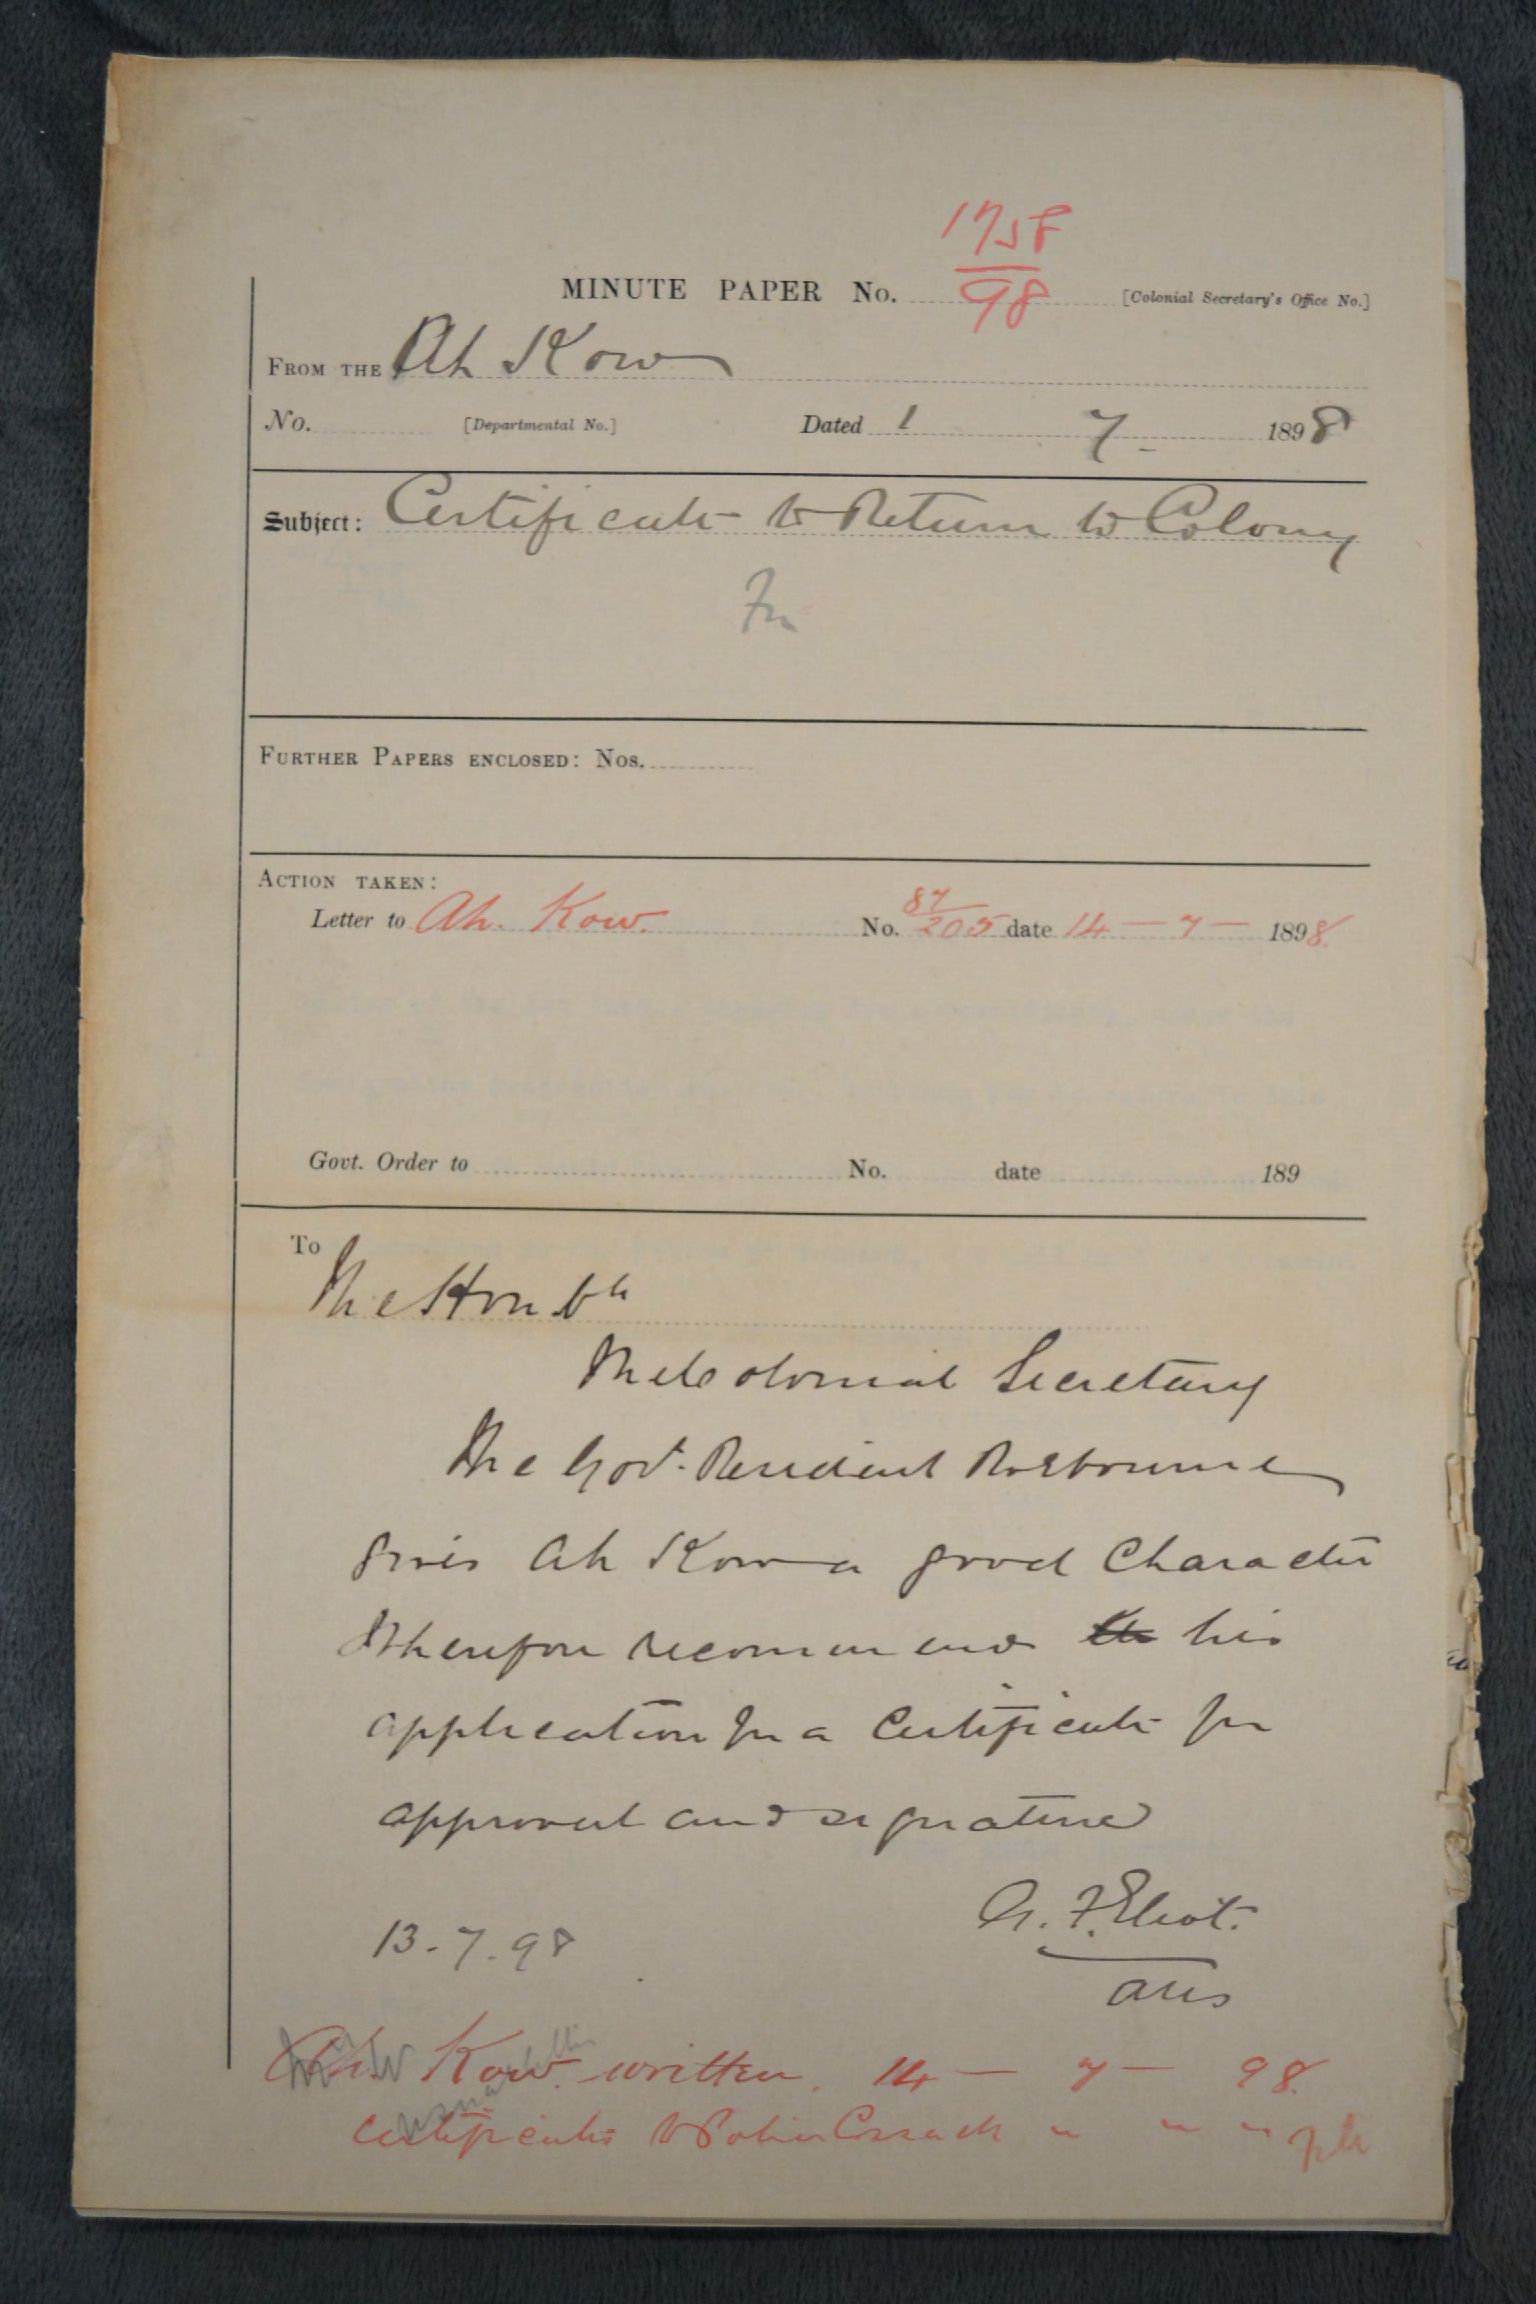 1758
98
MINUTE PAPER No. [Colonial Secretary's Office No.]
FROM THE Ah Kow
No. [Departmental No.] Dated 1 7 - 1898
Subject: Certificate to Return to Colony
FURTHER PAPERS ENCLOSED: Nos.
ACTION TAKEN:
Letter to Ah. Kow. No. 87/205 date 14 - 7 - 1898.
Govt. Order to No. date 189
To
The Honble
The Colonial Secretary
The Govt. Resident Roebourne
gives Ah Kow a good Character
I therefore recommend his
application for a Certificate for
approval and signature
13.7.98
Ah. Kow. written. 14 - 7 - 98.
Certificate to Police Cossack " " "